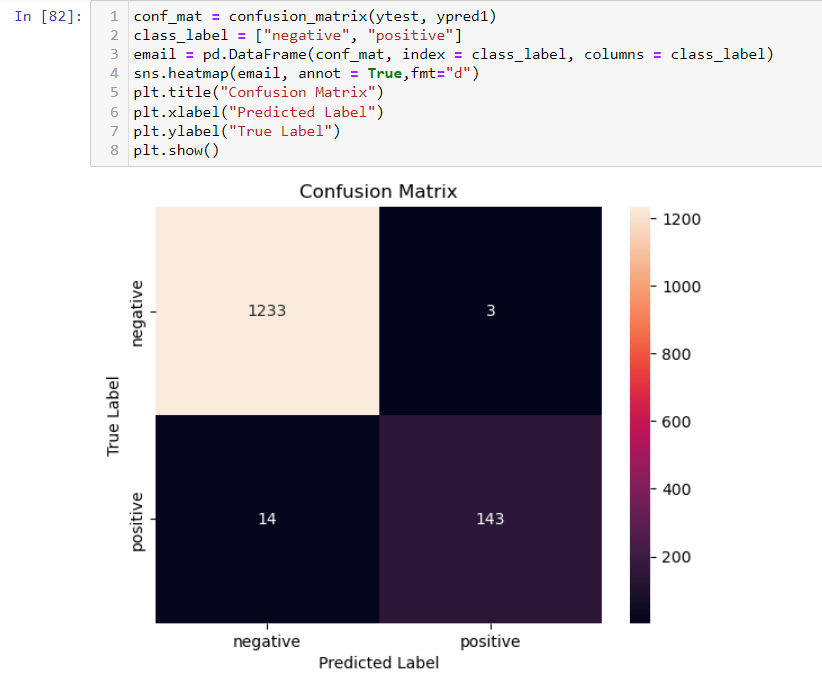 In [82]:
1 conf_mat = confusion_matrix(ytest, ypred1)
2 class_label = ["negative", "positive"]
3 email = pd.DataFrame(conf_mat, index = class_label, columns = class_label)
4 sns.heatmap(email, annot = True,fmt="d")
5 plt.title("Confusion Matrix")
6 plt.xlabel("Predicted Label")
7 plt.ylabel("True Label")
8 plt.show()
Confusion Matrix
True Label
negative
1233
3
positive
14
143
negative
positive
Predicted Label
1200
1000
800
600
400
200